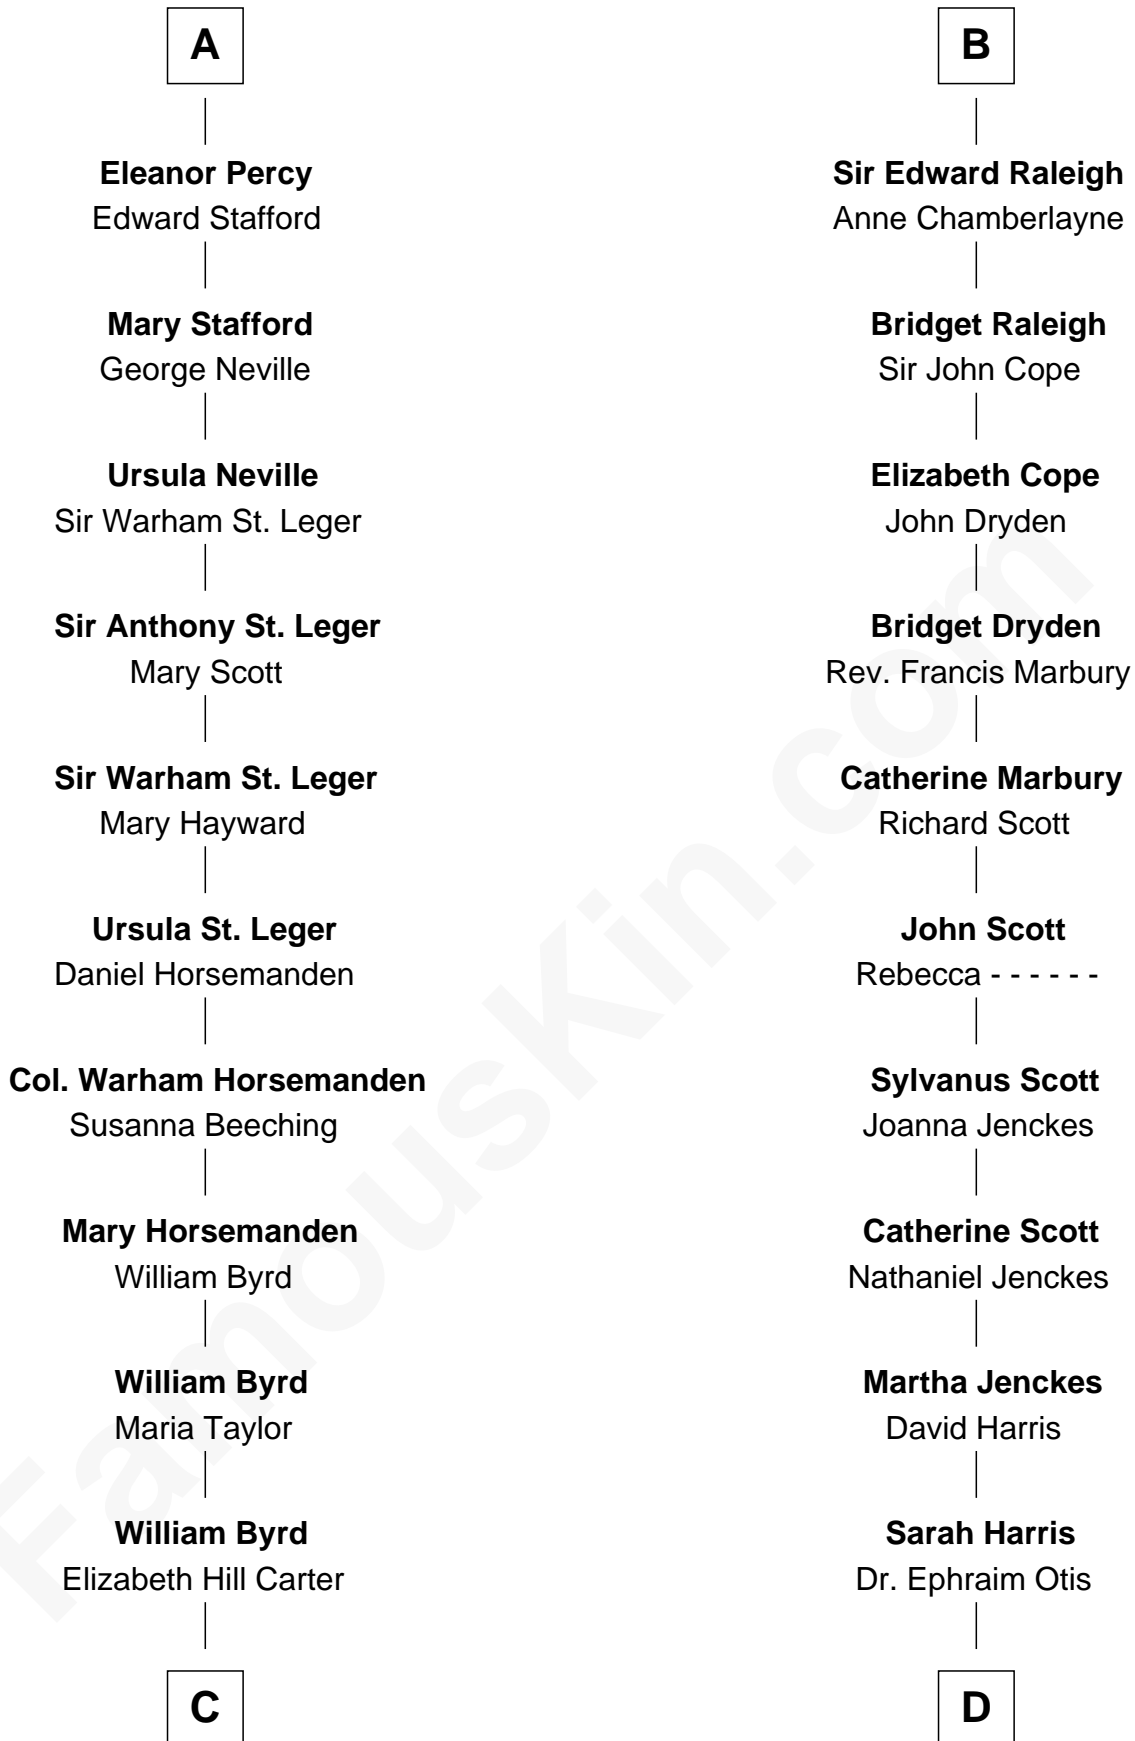 A
Eleanor Percy
Edward Stafford
Mary Stafford
George Neville
Ursula Neville
Sir Warham St. Leger
Sir Anthony St. Leger
Mary Scott
Sir Warham St. Leger
Mary Hayward
Ursula St. Leger
Daniel Horsemanden
Col. Warham Horsemanden
Susanna Beeching
Mary Horsemanden
William Byrd
William Byrd
Maria Taylor
William Byrd
Elizabeth Hill Carter
C
B
Sir Edward Raleigh
Anne Chamberlayne
Bridget Raleigh
Sir John Cope
Elizabeth Cope
John Dryden
Bridget Dryden
Rev. Francis Marbury
Catherine Marbury
Richard Scott
John Scott
Rebecca - - - - - -
Sylvanus Scott
Joanna Jenckes
Catherine Scott
Nathaniel Jenckes
Martha Jenckes
David Harris
Sarah Harris
Dr. Ephraim Otis
D
FamousKin.com